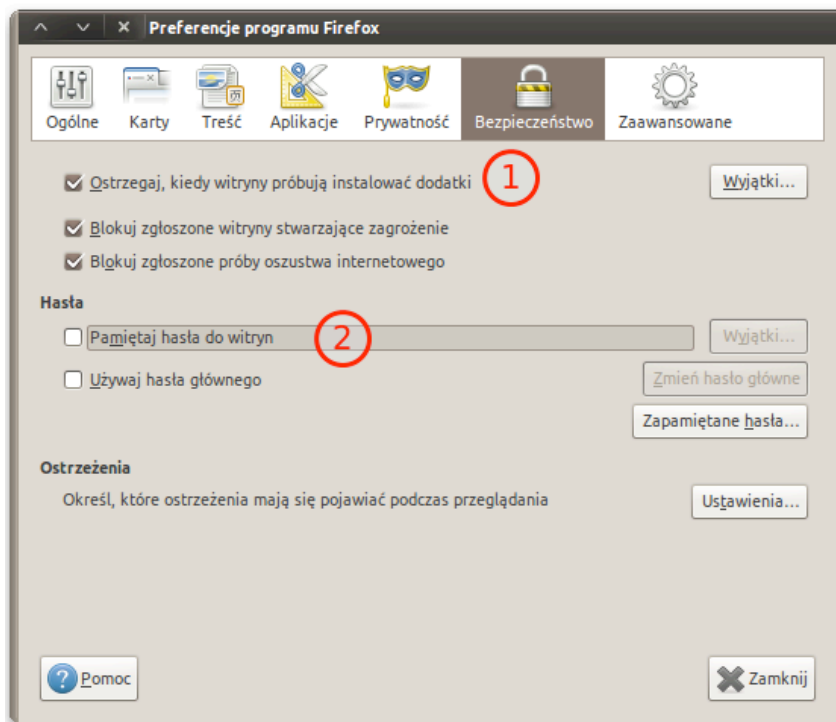 Preferencje programu Firefox
Ogólne Karty Treść Aplikacje Prywatność Bezpieczeństwo Zaawansowane
Ostrzegaj, kiedy witryny próbują instalować dodatki 1 Wyjątki...
Blokuj zgłoszone witryny stwarzające zagrożenie
Blokuj zgłoszone próby oszustwa internetowego
Hasła
Pamiętaj hasła do witryn 2 Wyjątki...
Używaj hasła głównego Zmień hasło główne
Zapamiętane hasła...
Ostrzeżenia
Określ, które ostrzeżenia mają się pojawiać podczas przeglądania Ustawienia...
Pomoc Zamknij